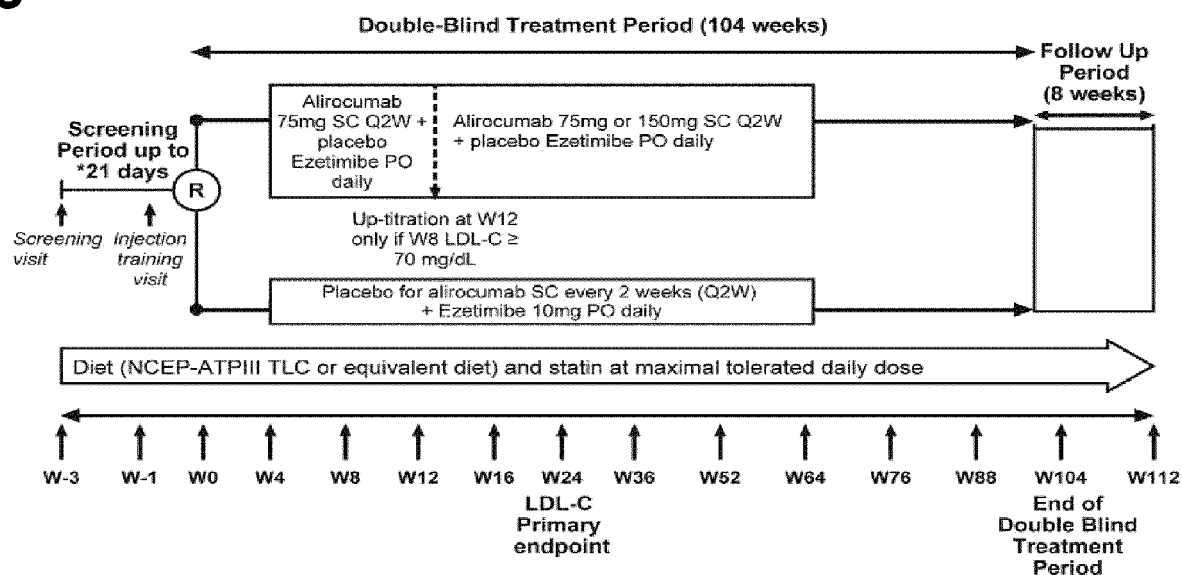 Double-Blind Treatment Period (104 weeks)
Follow Up
Period
(8 weeks)
Screening
Period up to
*21 days
R
Screening
visit
Injection
training
visit
Alirocumab
75mg SC Q2W +
placebo
Ezetimibe PO
daily
Alirocumab 75mg or 150mg SC Q2W
+ placebo Ezetimibe PO daily
Up-titration at W12
only if W8 LDL-C ≥
70 mg/dL
Placebo for alirocumab SC every 2 weeks (Q2W)
+ Ezetimibe 10mg PO daily
Diet (NCEP-ATPIII TLC or equivalent diet) and statin at maximal tolerated daily dose
W-3 W-1 W0 W4 W8 W12 W16 W24 W36 W52 W64 W76 W88 W104 W112
LDL-C
Primary
endpoint
End of
Double Blind
Treatment
Period